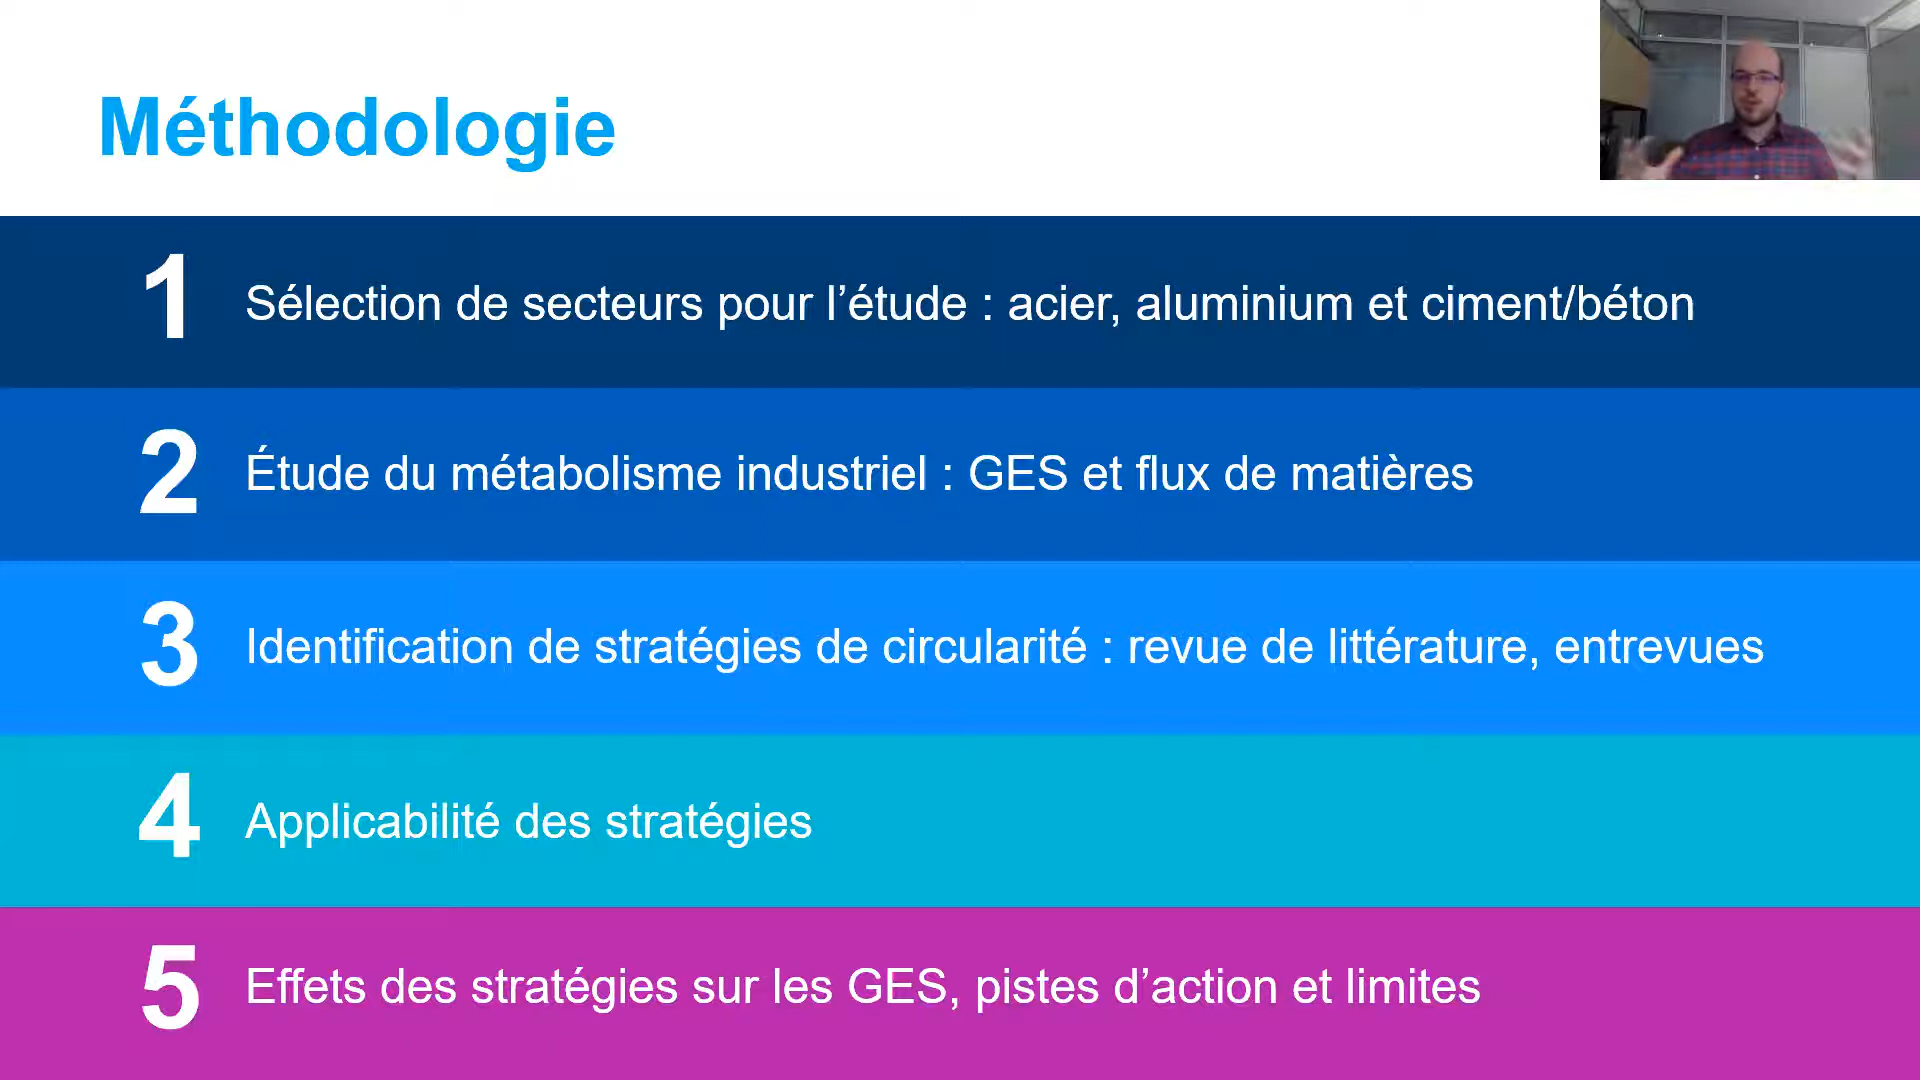 Méthodologie
1 Sélection de secteurs pour l’étude : acier, aluminium et ciment/béton
2 Étude du métabolisme industriel : GES et flux de matières
3 Identification de stratégies de circularité : revue de littérature, entrevues
4 Applicabilité des stratégies
5 Effets des stratégies sur les GES, pistes d’action et limites